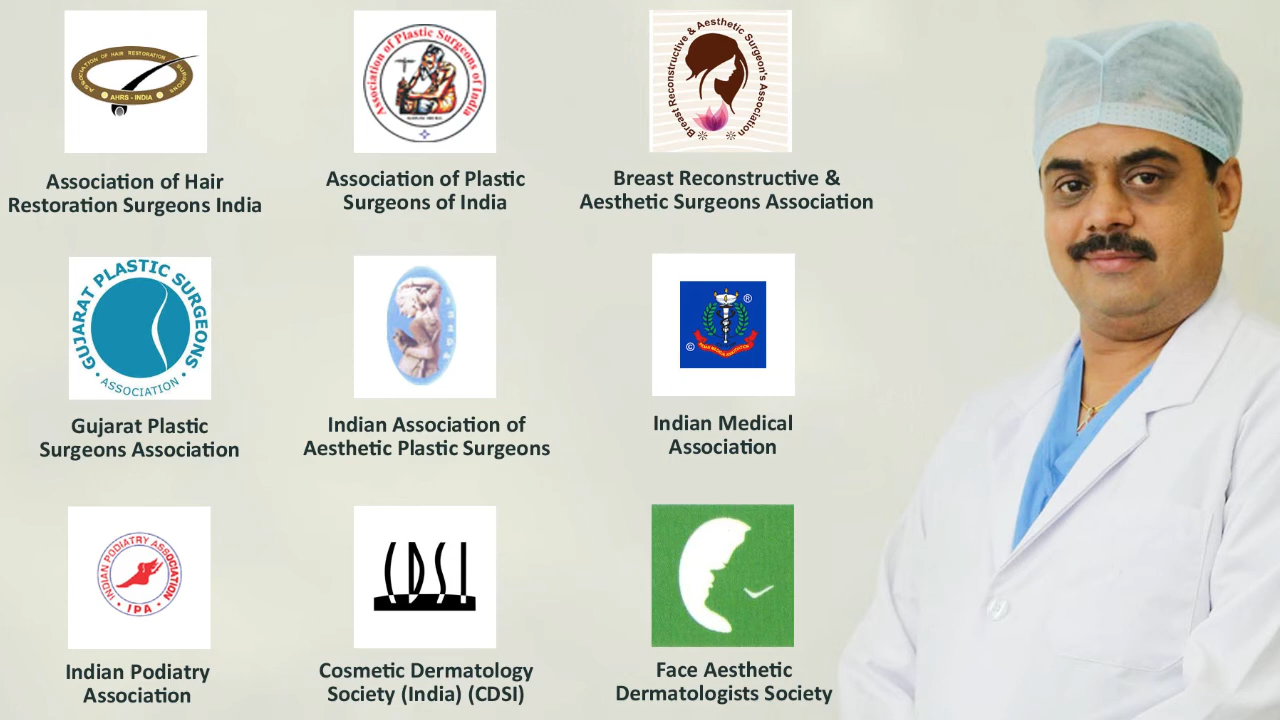 ASSOCIATION OF HAIR RESTORATION SURGEONS
AHRS - INDIA
Association of Hair
Restoration Surgeons India
Association of Plastic Surgeons of India
Association of Plastic
Surgeons of India
Breast Reconstructive & Aesthetic Surgeon's Association
Breast Reconstructive &
Aesthetic Surgeons Association
GUJARAT PLASTIC SURGEONS
ASSOCIATION
Gujarat Plastic
Surgeons Association
Indian Association of
Aesthetic Plastic Surgeons
®
©
INDIAN MEDICAL ASSOCIATION
Indian Medical
Association
INDIAN PODIATRY ASSOCIATION
IPA
Indian Podiatry
Association
CDSI
Cosmetic Dermatology
Society (India) (CDSI)
Face Aesthetic
Dermatologists Society